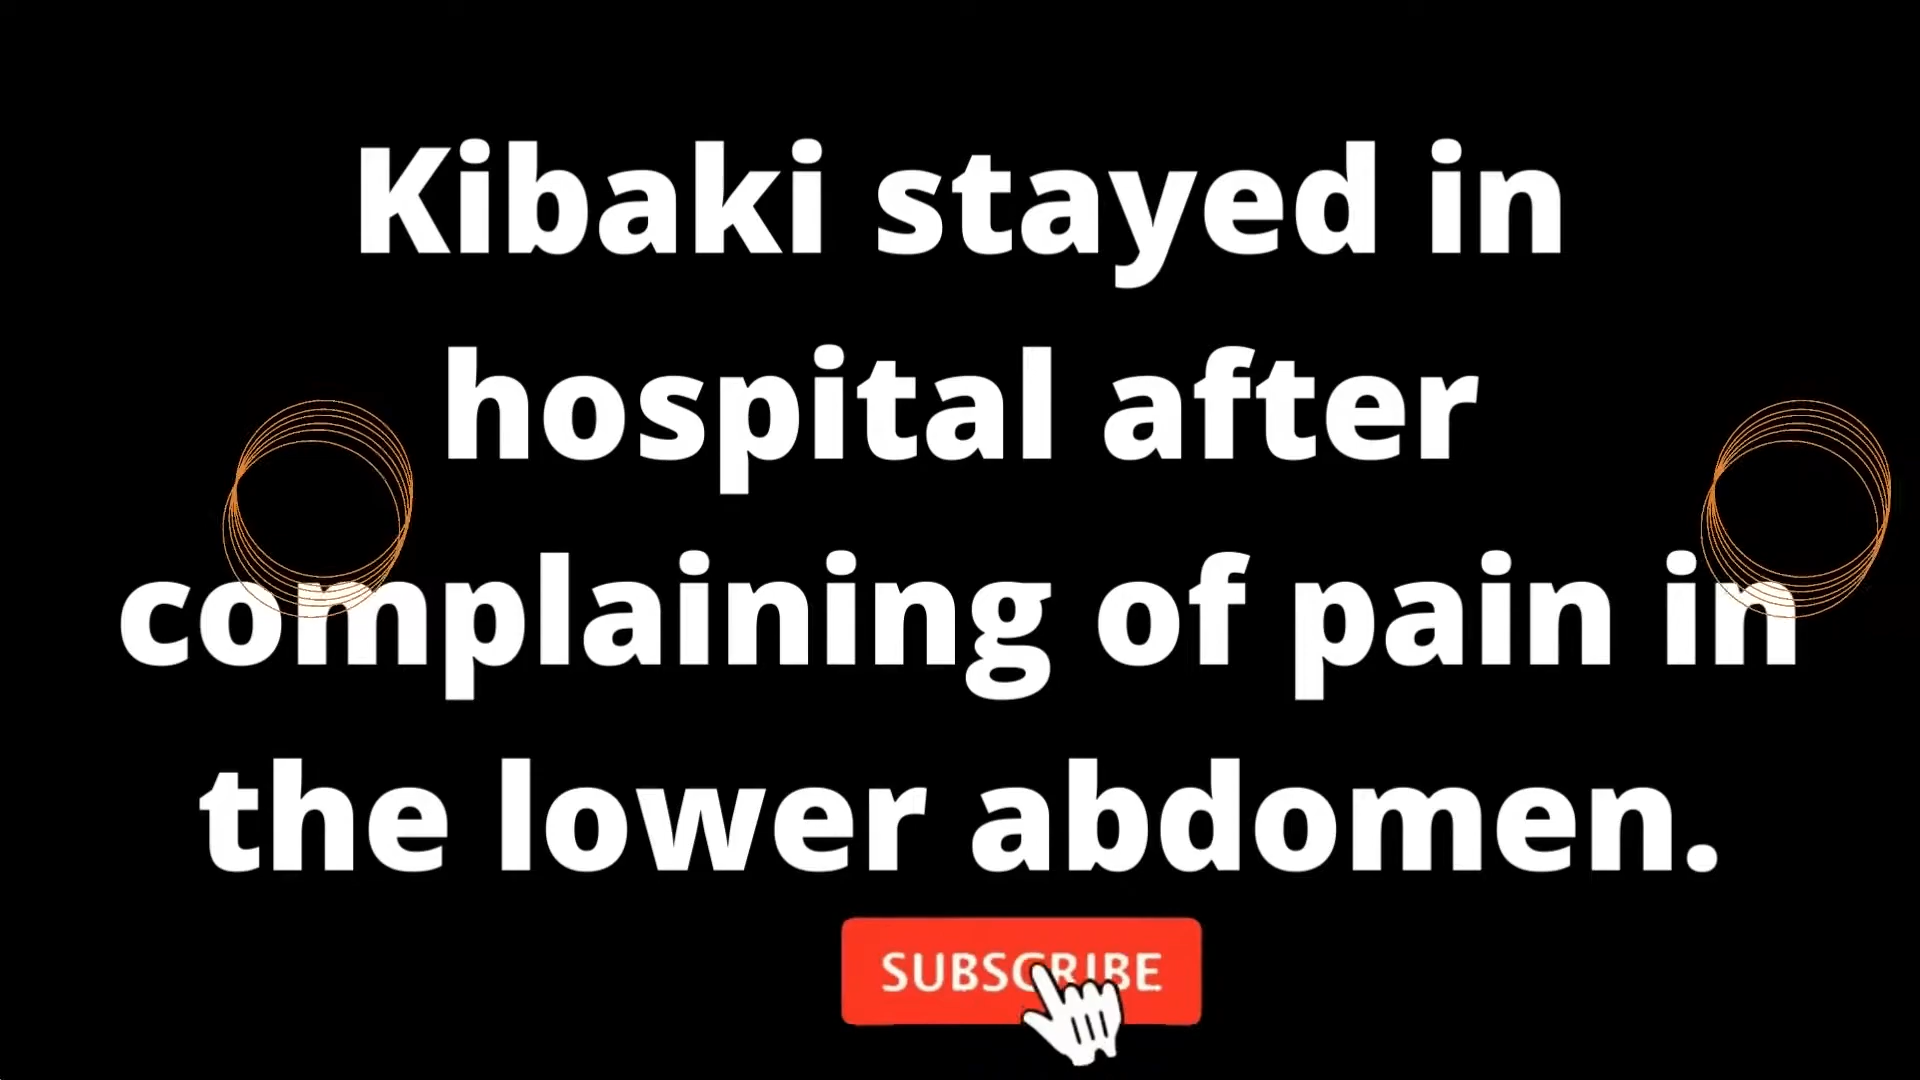 Kibaki stayed in
hospital after
complaining of pain in
the lower abdomen.
SUBSCRIBE